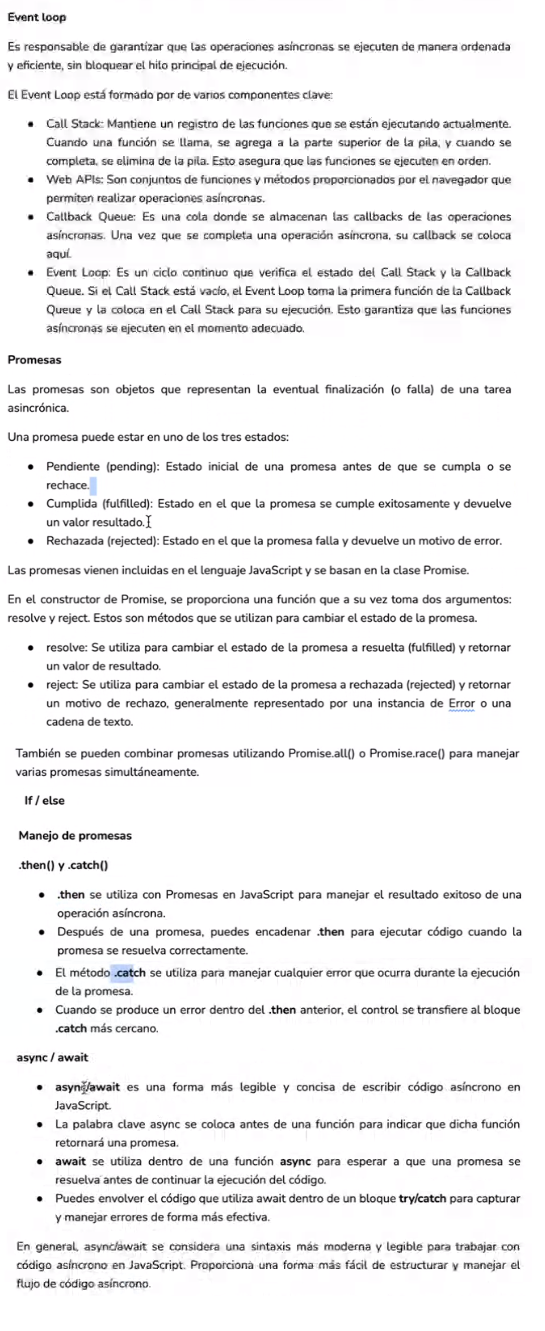 Event loop
Es responsable de garantizar que las operaciones asíncronas se ejecuten de manera ordenada
y eficiente, sin bloquear el hilo principal de ejecución.
El Event Loop está formado por de varios componentes clave:
● Call Stack: Mantiene un registro de las funciones que se están ejecutando actualmente.
Cuando una función se llama, se agrega a la parte superior de la pila, y cuando se
completa, se elimina de la pila. Esto asegura que las funciones se ejecuten en orden.
● Web APIs: Son conjuntos de funciones y métodos proporcionados por el navegador que
permiten realizar operaciones asíncronas.
● Callback Queue: Es una cola donde se almacenan las callbacks de las operaciones
asíncronas. Una vez que se completa una operación asíncrona, su callback se coloca
aquí.
● Event Loop: Es un ciclo continuo que verifica el estado del Call Stack y la Callback
Queue. Si el Call Stack está vacío, el Event Loop toma la primera función de la Callback
Queue y la coloca en el Call Stack para su ejecución. Esto garantiza que las funciones
asíncronas se ejecuten en el momento adecuado.
Promesas
Las promesas son objetos que representan la eventual finalización (o falla) de una tarea
asincrónica.
Una promesa puede estar en uno de los tres estados:
● Pendiente (pending): Estado inicial de una promesa antes de que se cumpla o se
rechace.
● Cumplida (fulfilled): Estado en el que la promesa se cumple exitosamente y devuelve
un valor resultado.
● Rechazada (rejected): Estado en el que la promesa falla y devuelve un motivo de error.
Las promesas vienen incluidas en el lenguaje JavaScript y se basan en la clase Promise.
En el constructor de Promise, se proporciona una función que a su vez toma dos argumentos:
resolve y reject. Estos son métodos que se utilizan para cambiar el estado de la promesa.
● resolve: Se utiliza para cambiar el estado de la promesa a resuelta (fulfilled) y retornar
un valor de resultado.
● reject: Se utiliza para cambiar el estado de la promesa a rechazada (rejected) y retornar
un motivo de rechazo, generalmente representado por una instancia de Error o una
cadena de texto.
También se pueden combinar promesas utilizando Promise.all() o Promise.race() para manejar
varias promesas simultáneamente.
If / else
Manejo de promesas
.then() y .catch()
● .then se utiliza con Promesas en JavaScript para manejar el resultado exitoso de una
operación asíncrona.
● Después de una promesa, puedes encadenar .then para ejecutar código cuando la
promesa se resuelva correctamente.
● El método .catch se utiliza para manejar cualquier error que ocurra durante la ejecución
de la promesa.
● Cuando se produce un error dentro del .then anterior, el control se transfiere al bloque
.catch más cercano.
async / await
● async/await es una forma más legible y concisa de escribir código asíncrono en
JavaScript.
● La palabra clave async se coloca antes de una función para indicar que dicha función
retornará una promesa.
● await se utiliza dentro de una función async para esperar a que una promesa se
resuelva antes de continuar la ejecución del código.
● Puedes envolver el código que utiliza await dentro de un bloque try/catch para capturar
y manejar errores de forma más efectiva.
En general, async/await se considera una sintaxis más moderna y legible para trabajar con
código asíncrono en JavaScript. Proporciona una forma más fácil de estructurar y manejar el
flujo de código asíncrono.